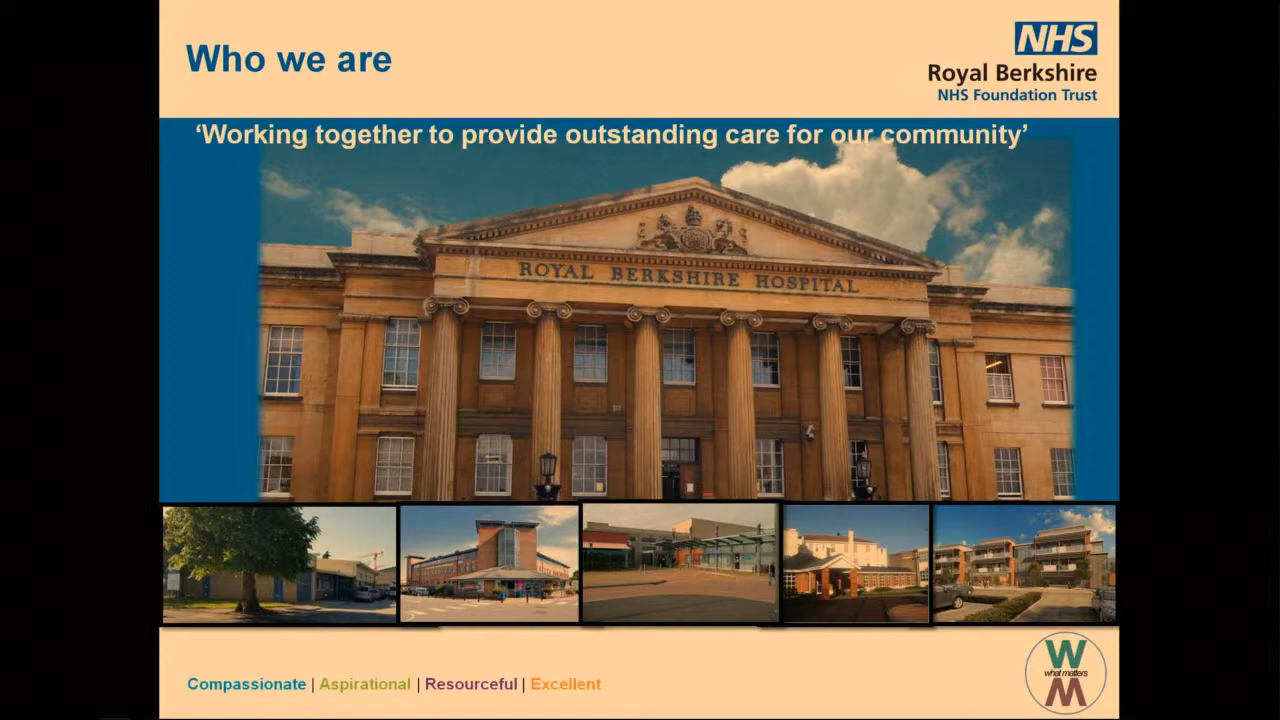 Who we are
NHS
Royal Berkshire
NHS Foundation Trust
‘Working together to provide outstanding care for our community’
ROYAL BERKSHIRE HOSPITAL
Compassionate | Aspirational | Resourceful | Excellent
W
what matters
M